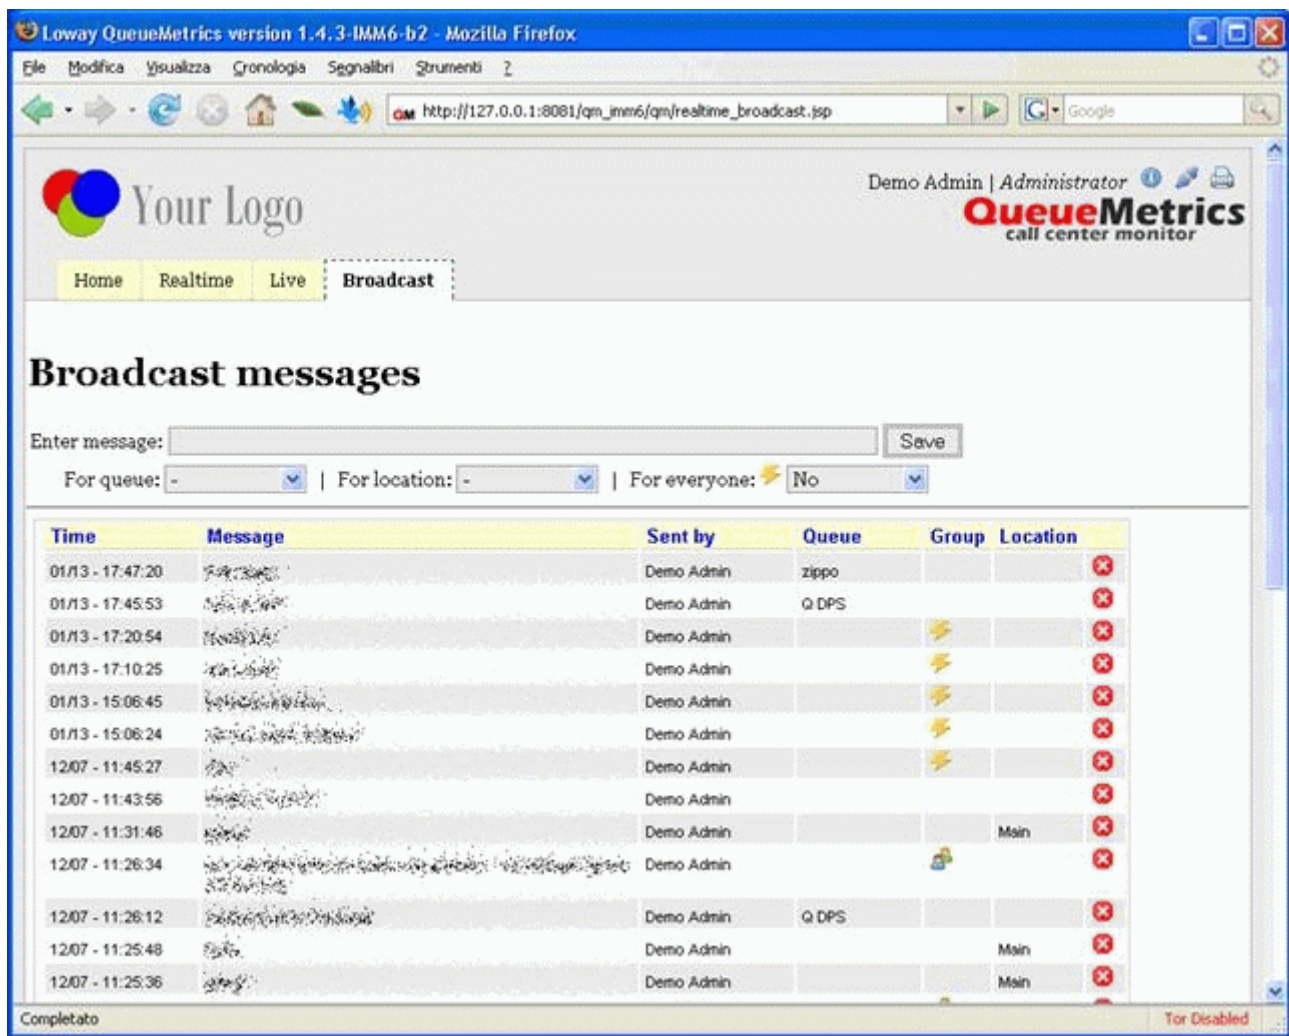 Loway QueueMetrics version 1.4.3-IMM6-b2 - Mozilla Firefox
File Modifica Visualizza Cronologia Segnalibri Strumenti ?
QM http://127.0.0.1:8081/qm_imm6/qm/realtime_broadcast.jsp G Google
Your Logo
Demo Admin | Administrator
QueueMetrics
call center monitor
Home Realtime Live Broadcast
Broadcast messages
Enter message: Save
For queue: - | For location: - | For everyone: No
Time Message Sent by Queue Group Location
01/13 - 17:47:20 Demo Admin zippo
01/13 - 17:45:53 Demo Admin Q DPS
01/13 - 17:20:54 Demo Admin
01/13 - 17:10:25 Demo Admin
01/13 - 15:06:45 Demo Admin
01/13 - 15:06:24 Demo Admin
12/07 - 11:45:27 Demo Admin
12/07 - 11:43:56 Demo Admin
12/07 - 11:31:46 Demo Admin Main
12/07 - 11:26:34 Demo Admin
12/07 - 11:26:12 Demo Admin Q DPS
12/07 - 11:25:48 Demo Admin Main
12/07 - 11:25:36 Demo Admin Main
Completato Tor Disabled